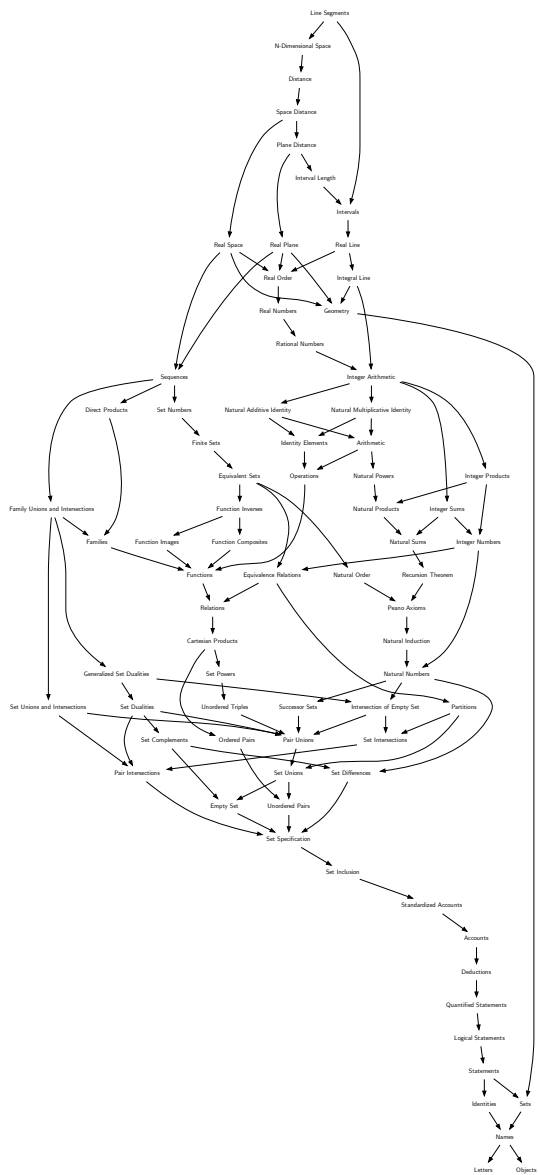 Line Segments
N-Dimensional Space
Distance
Space Distance
Plane Distance
Interval Length
Intervals
Real Space
Real Plane
Real Line
Real Order
Integral Line
Real Numbers
Geometry
Rational Numbers
Sequences
Integer Arithmetic
Direct Products
Set Numbers
Natural Additive Identity
Natural Multiplicative Identity
Finite Sets
Identity Elements
Arithmetic
Equivalent Sets
Operations
Natural Powers
Integer Products
Family Unions and Intersections
Function Inverses
Natural Products
Integer Sums
Families
Function Images
Function Composites
Natural Sums
Integer Numbers
Functions
Equivalence Relations
Natural Order
Recursion Theorem
Relations
Peano Axioms
Cartesian Products
Natural Induction
Generalized Set Dualities
Set Powers
Natural Numbers
Set Unions and Intersections
Set Dualities
Unordered Triples
Successor Sets
Intersection of Empty Set
Partitions
Set Complements
Ordered Pairs
Pair Unions
Set Intersections
Pair Intersections
Set Unions
Set Differences
Empty Set
Unordered Pairs
Set Specification
Set Inclusion
Standardized Accounts
Accounts
Deductions
Quantified Statements
Logical Statements
Statements
Identities
Sets
Names
Letters
Objects